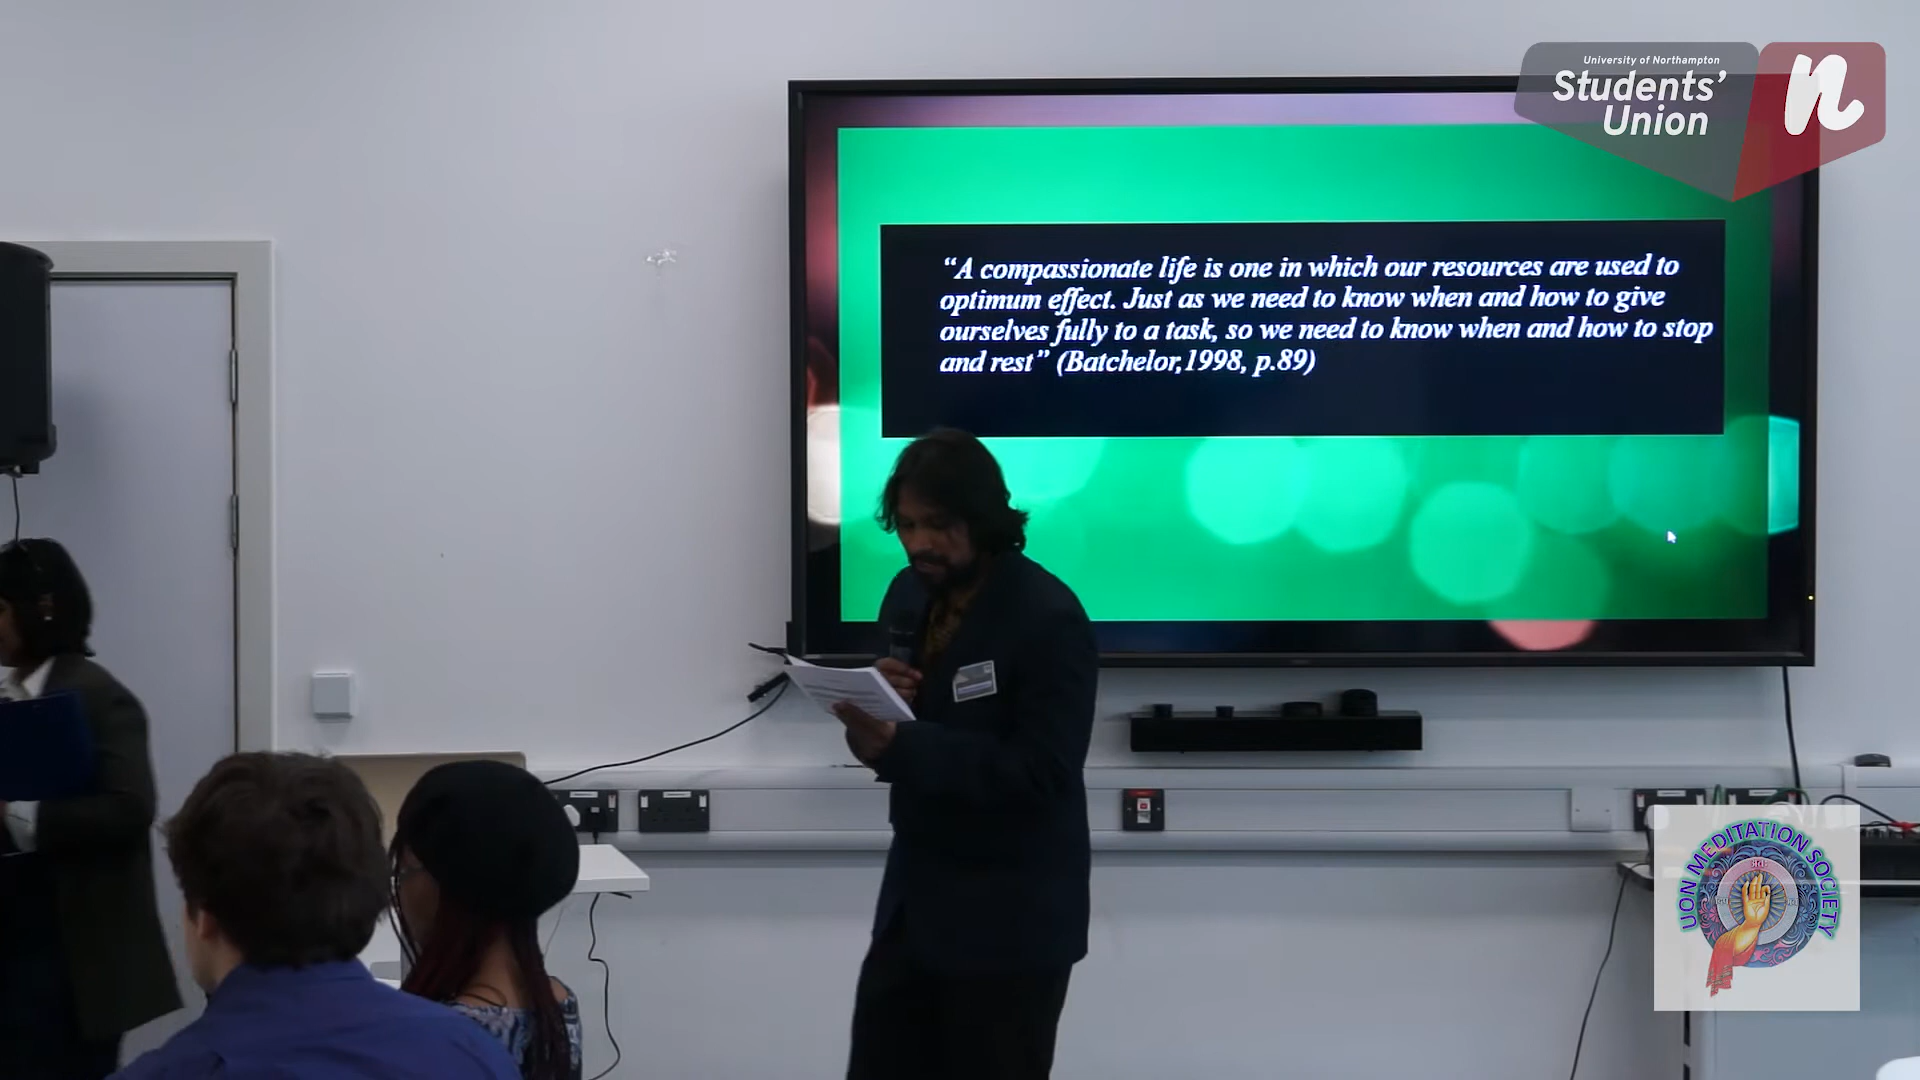 University of Northampton
Students'
Union
n
“A compassionate life is one in which our resources are used to
optimum effect. Just as we need to know when and how to give
ourselves fully to a task, so we need to know when and how to stop
and rest” (Batchelor,1998, p.89)
UON MEDITATION SOCIETY